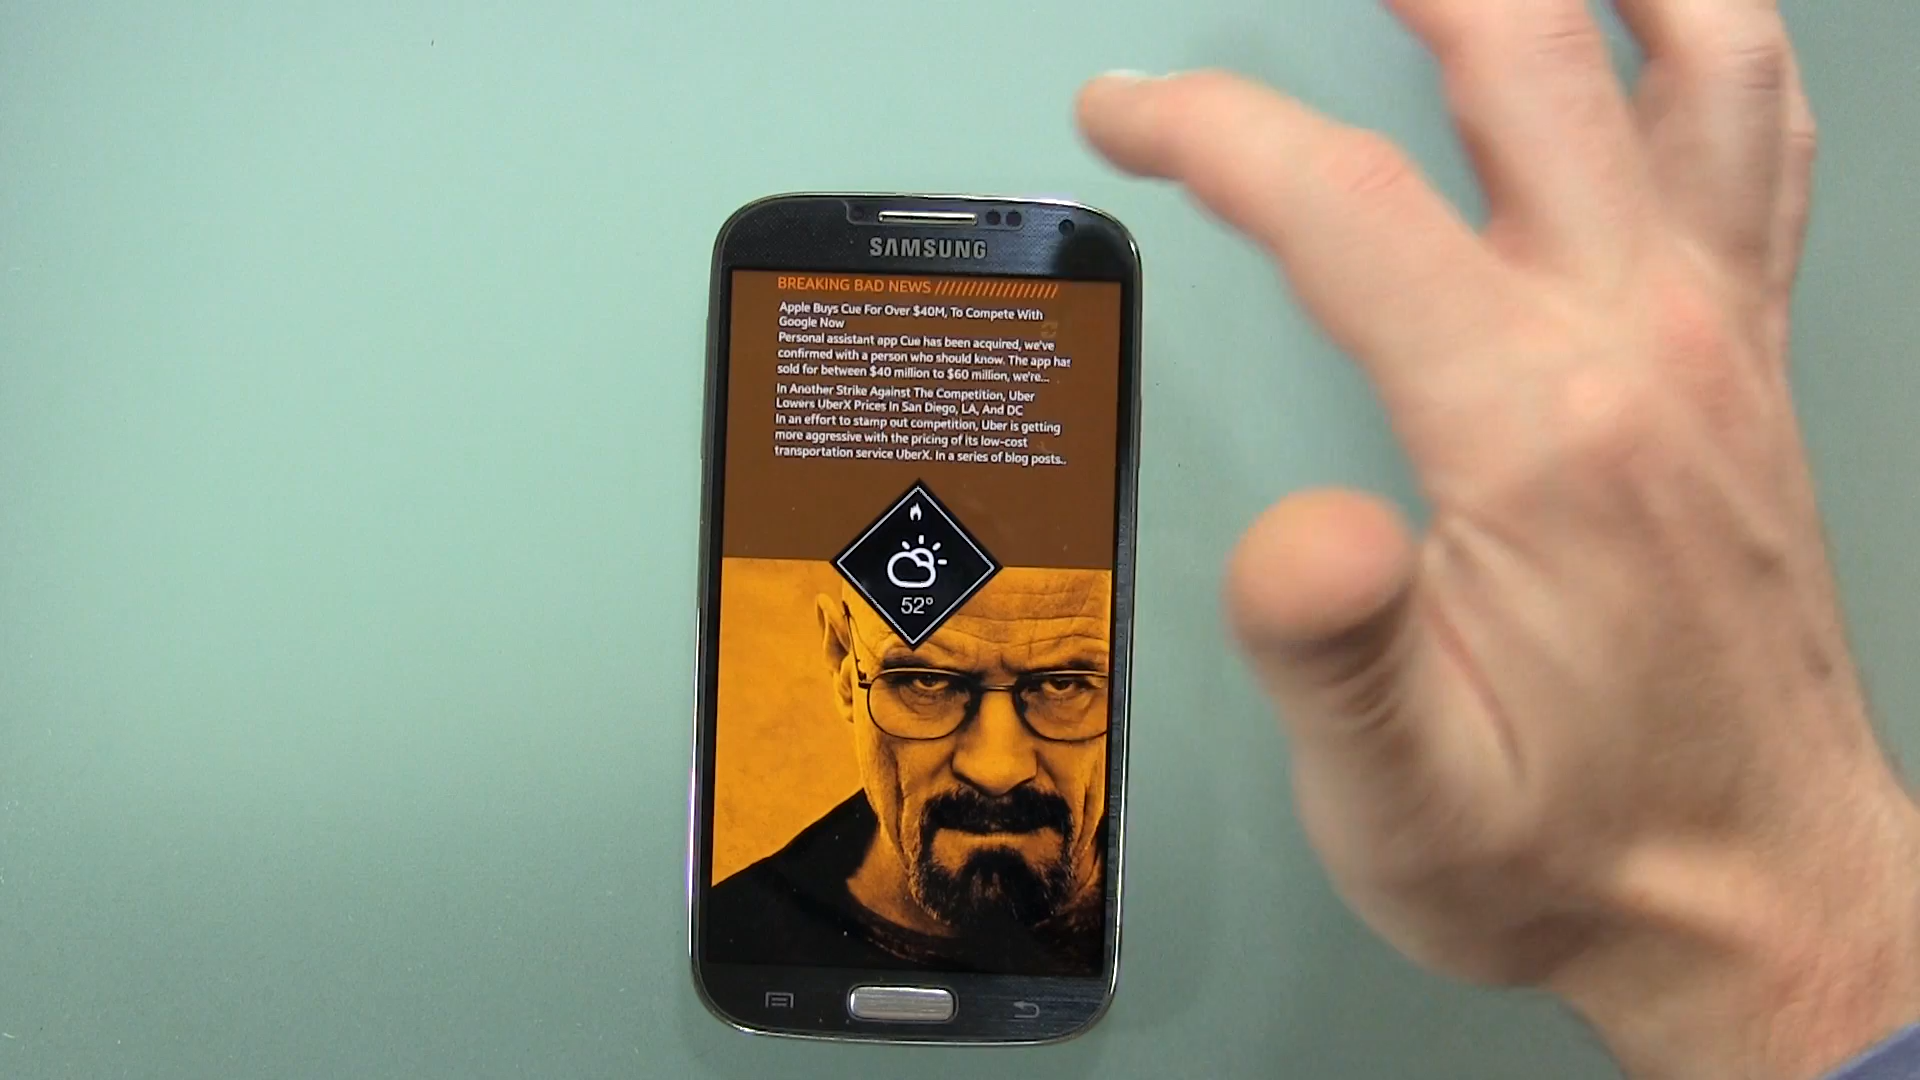 SAMSUNG
BREAKING BAD NEWS
Apple Buys Cue For Over $40M, To Compete With
Google Now
Personal assistant app Cue has been acquired, we've
confirmed with a person who should know. The app has
sold for between $40 million to $60 million, we're...
In Another Strike Against The Competition, Uber
Lowers UberX Prices In San Diego, LA, And DC
In an effort to stamp out competition, Uber is getting
more aggressive with the pricing of its low-cost
transportation service UberX. In a series of blog posts..
52°